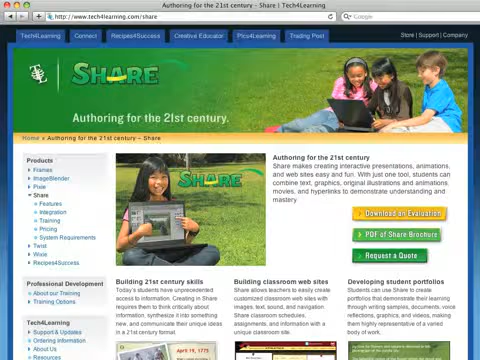 Authoring for the 21st century – Share | Tech4Learning
http://www.tech4learning.com/share
Google
Tech4Learning
Connect
Recipes4Success
Creative Educator
Pics4Learning
Trading Post
Store | Support | Company
SHARE
Authoring for the 21st century.
Home » Authoring for the 21st century – Share
Products
Frames
ImageBlender
Pixie
Share
Features
Integration
Training
Pricing
System Requirements
Twist
Wixie
Recipes4Success
Professional Development
About our Training
Training Options
Tech4Learning
Support & Updates
Ordering Information
About Us
Resources
SHARE
Authoring for the 21st century
Share makes creating interactive presentations, animations,
and web sites easy and fun. With just one tool, students can
combine text, graphics, original illustrations and animations,
movies, and hyperlinks to demonstrate understanding and
mastery
Download an Evaluation
PDF of Share Brochure
Request a Quote
Building 21st century skills
Today's students have unprecedented
access to information. Creating in Share
requires them to think critically about
information, synthesize it into something
new, and communicate their unique ideas
in a 21st century format.
Building classroom web sites
Share allows teachers to easily create
customized classroom web sites with
images, text, sound, and navigation.
Share classroom schedules,
assignments, and information with a
unique classroom site.
Developing student portfolios
Students can use Share to create
portfolios that demonstrate their learning
through writing samples, documents, voice
reflections, graphics, and videos, making
them highly representative of a varied
body of work.
April 19, 1775